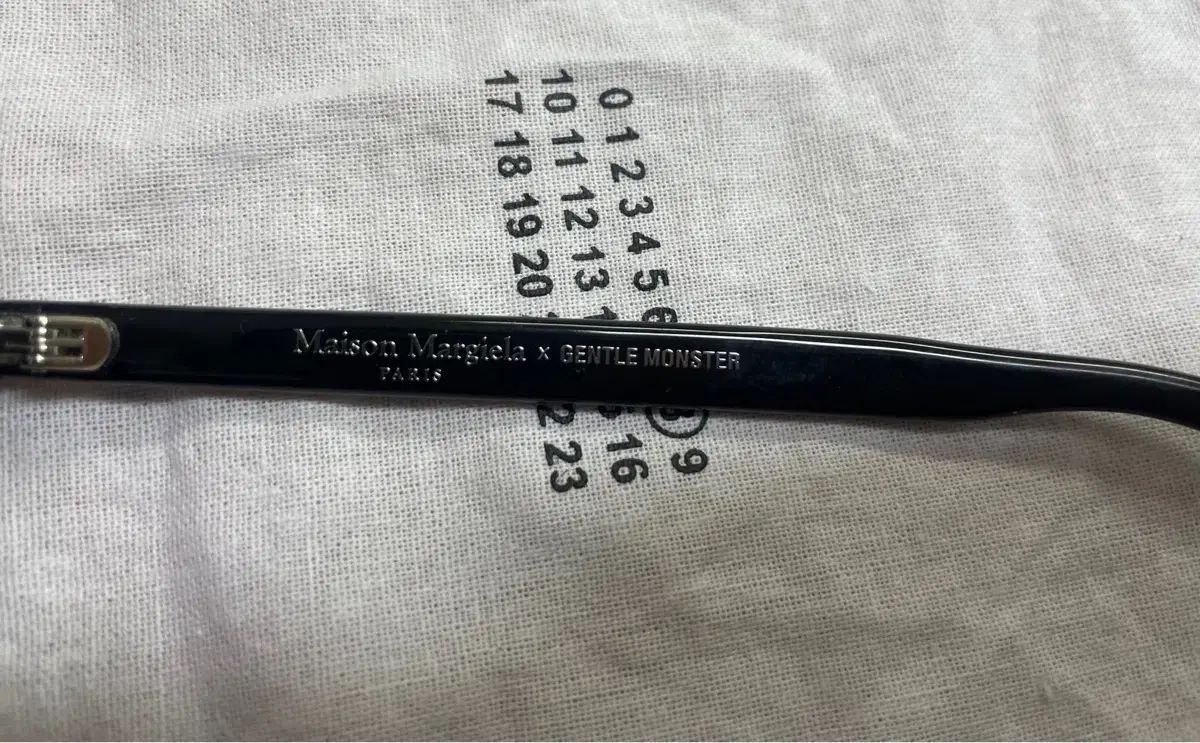 0 1 2 3 4 5 6 9
10 11 12 13 16
17 18 19 20 23
Maison Margiela × GENTLE MONSTER
PARIS